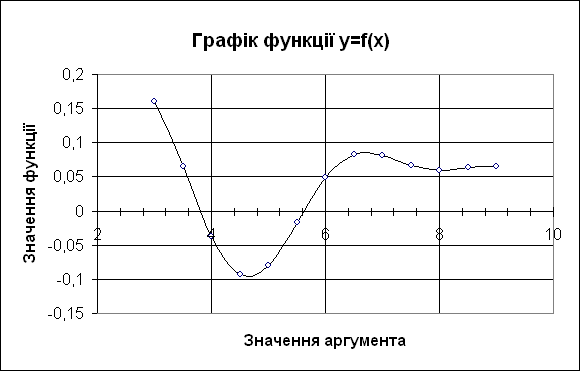 Графік функції y=f(x)
0,2
0,15
0,1
0,05
0
-0,05
-0,1
-0,15
2 4 6 8 10
Значення функції
Значення аргумента